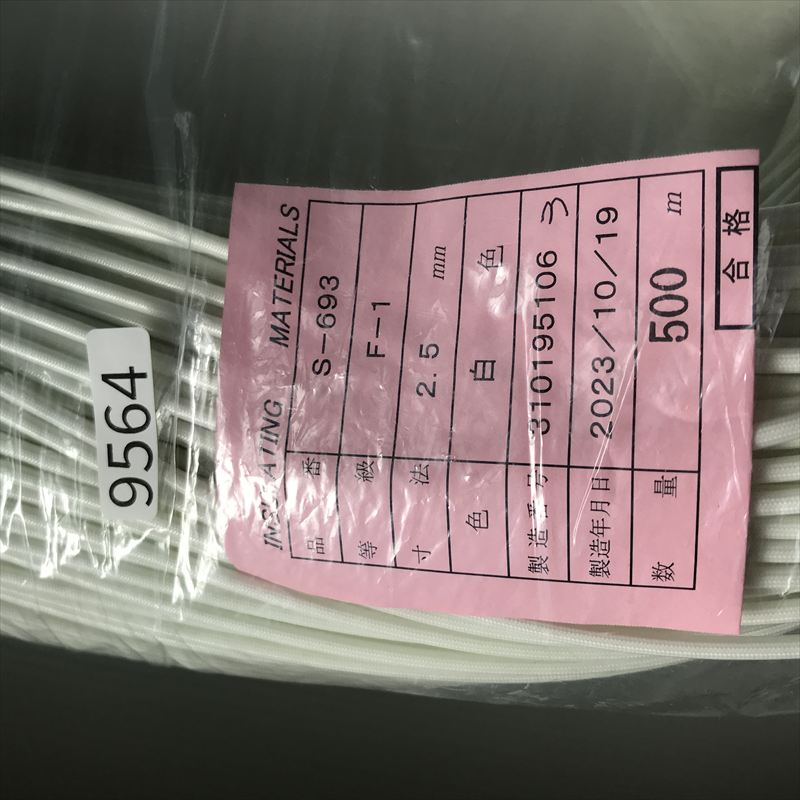 INSULATING MATERIALS
品番 S-693
等級 F-1
寸法 2.5 mm
色 白色
製造番号 310195106 3
製造年月日 2023/10/19
数量 500 m
合格
9564